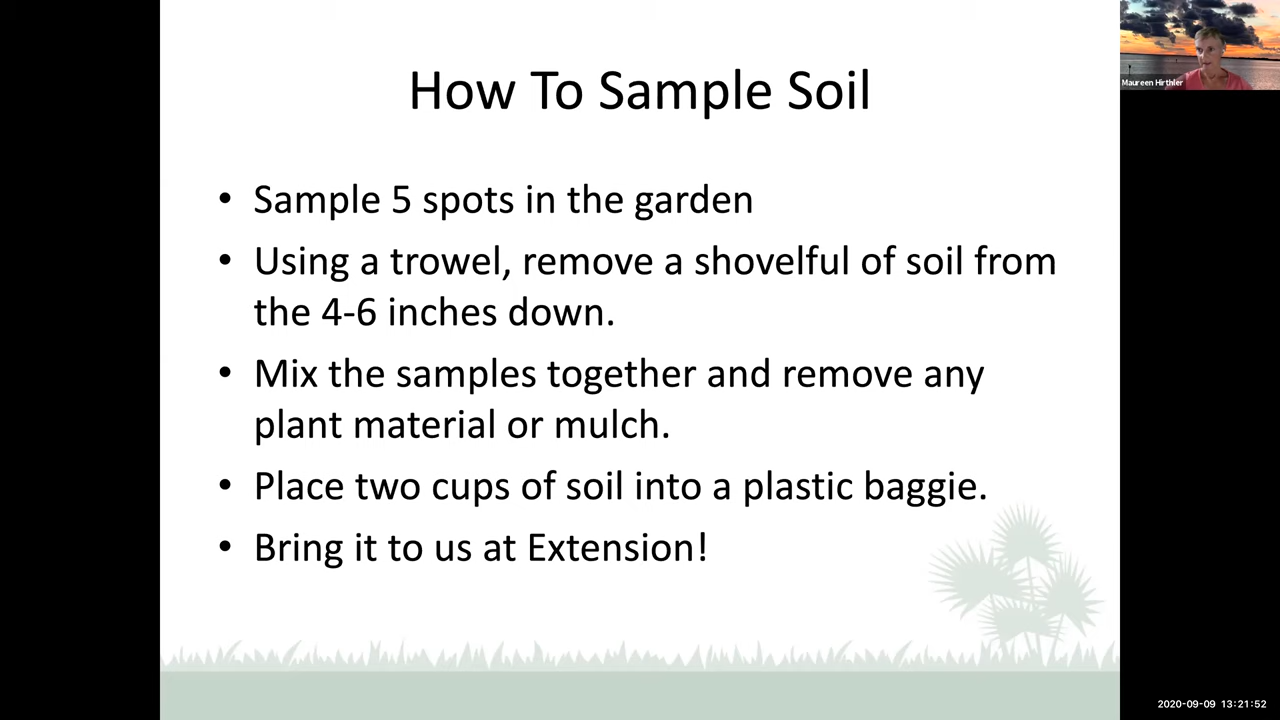 How To Sample Soil
• Sample 5 spots in the garden
• Using a trowel, remove a shovelful of soil from
the 4-6 inches down.
• Mix the samples together and remove any
plant material or mulch.
• Place two cups of soil into a plastic baggie.
• Bring it to us at Extension!
Maureen Hirthler
2020-09-09 13:21:52